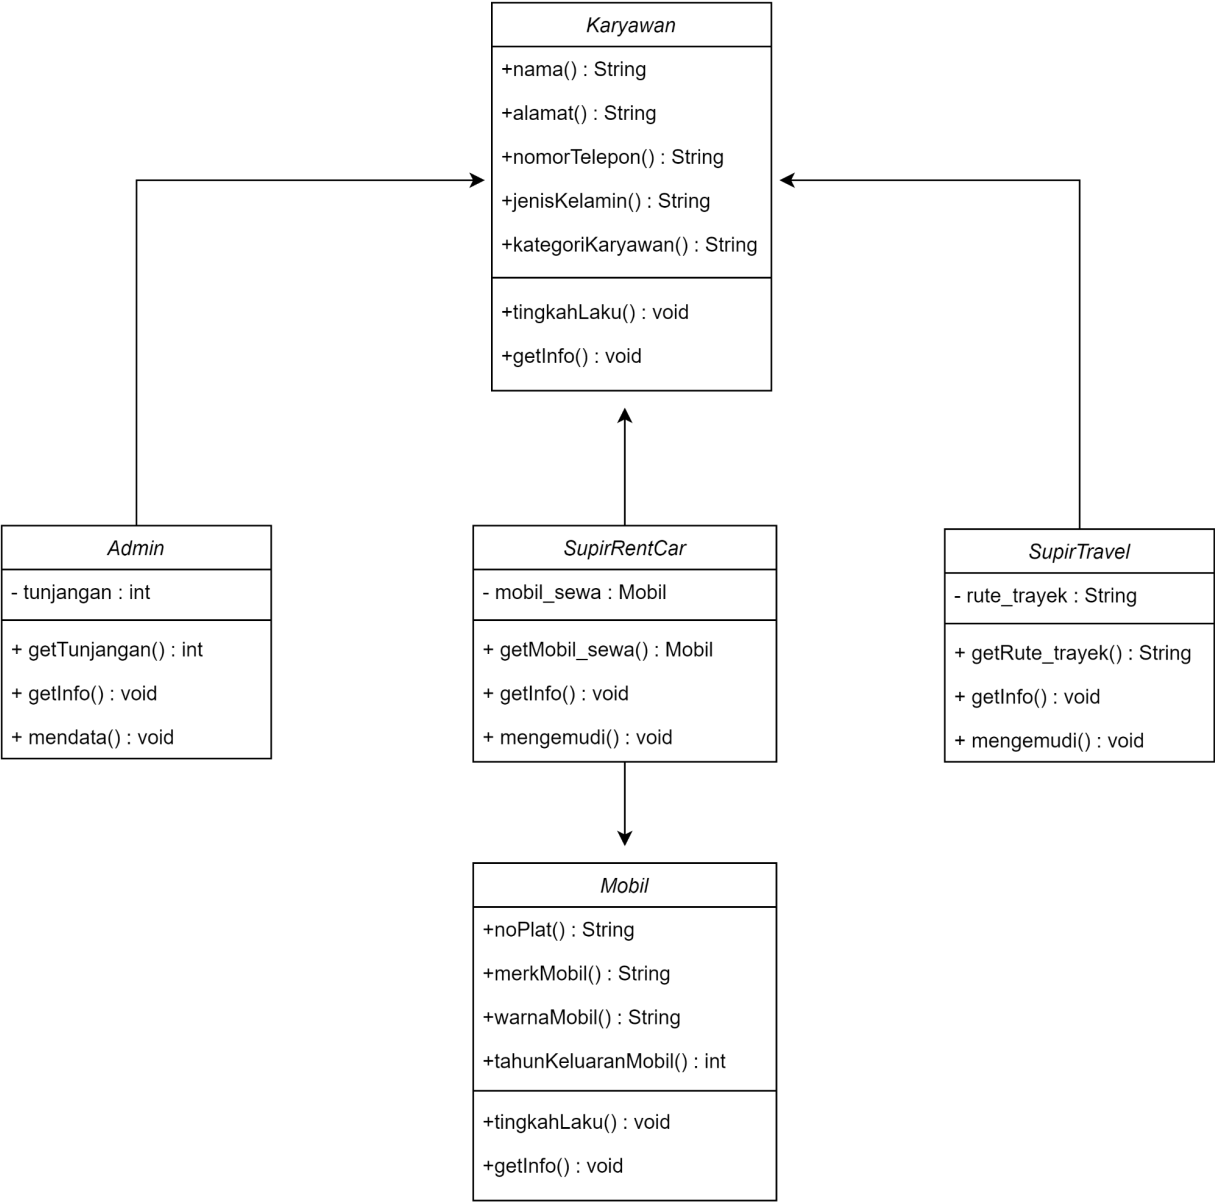 Karyawan
+nama() : String
+alamat() : String
+nomorTelepon() : String
+jenisKelamin() : String
+kategoriKaryawan() : String
+tingkahLaku() : void
+getInfo() : void
Admin
- tunjangan : int
+ getTunjangan() : int
+ getInfo() : void
+ mendata() : void
SupirRentCar
- mobil_sewa : Mobil
+ getMobil_sewa() : Mobil
+ getInfo() : void
+ mengemudi() : void
SupirTravel
- rute_trayek : String
+ getRute_trayek() : String
+ getInfo() : void
+ mengemudi() : void
Mobil
+noPlat() : String
+merkMobil() : String
+warnaMobil() : String
+tahunKeluaranMobil() : int
+tingkahLaku() : void
+getInfo() : void